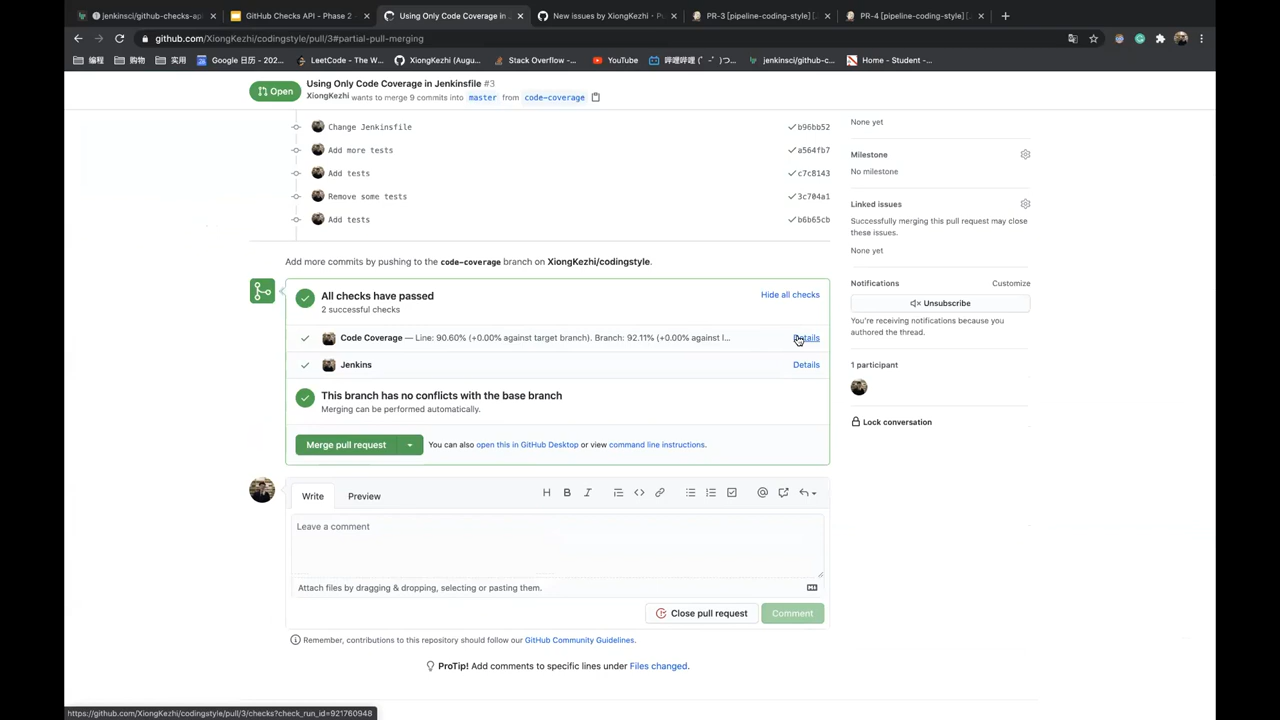 jenkinsci/github-checks-ap
GitHub Checks API - Phase 2
Using Only Code Coverage in
New issues by XiongKezhi · Pu
PR-3 [pipeline-coding-style]
PR-4 [pipeline-coding-style]
github.com/XiongKezhi/codingstyle/pull/3#partial-pull-merging
编程
购物
实用
Google 日历 - 20...
LeetCode - The W...
XiongKezhi (Augu...
Stack Overflow -...
YouTube
jenkinsci/github-c...
Home - Student -...
Open
Using Only Code Coverage in Jenkinsfile #3
XiongKezhi wants to merge 9 commits into master from code-coverage
Change Jenkinsfile b96bb52
Add more tests a564fb7
Add tests c7c8143
Remove some tests 3c704a1
Add tests b6b65cb
Add more commits by pushing to the code-coverage branch on XiongKezhi/codingstyle.
All checks have passed
2 successful checks
Hide all checks
Code Coverage — Line: 90.60% (+0.00% against target branch). Branch: 92.11% (+0.00% against l...
Details
Jenkins
Details
This branch has no conflicts with the base branch
Merging can be performed automatically.
Merge pull request
You can also open this in GitHub Desktop or view command line instructions.
Write
Preview
H B I
Leave a comment
Attach files by dragging & dropping, selecting or pasting them.
Close pull request
Comment
Remember, contributions to this repository should follow our GitHub Community Guidelines.
ProTip! Add comments to specific lines under Files changed.
None yet
Milestone
No milestone
Linked issues
Successfully merging this pull request may close
these issues.
None yet
Notifications
Customize
Unsubscribe
You're receiving notifications because you
authored the thread.
1 participant
Lock conversation
https://github.com/XiongKezhi/codingstyle/pull/3/checks?check_run_id=921760948